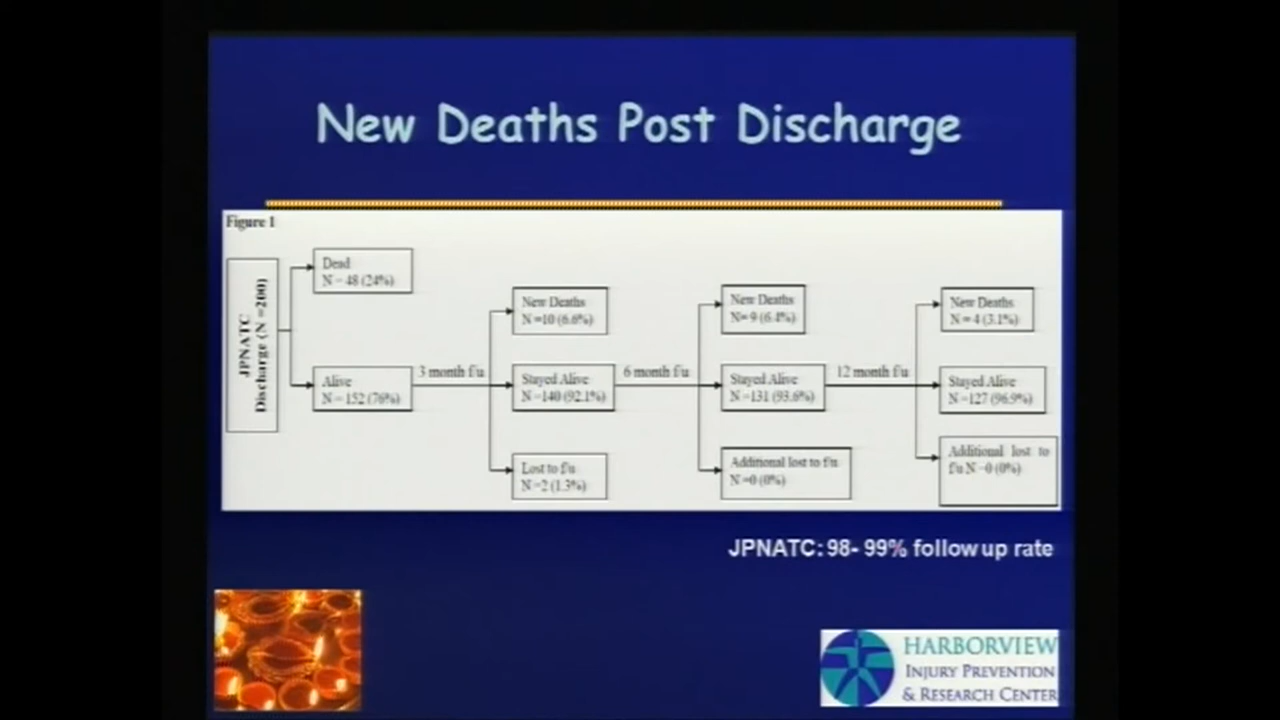 New Deaths Post Discharge
Figure 1
JPNATC
Discharge (N =200)
Dead
N = 48 (24%)
Alive
N = 152 (76%)
3 month f/u
New Deaths
N =10 (6.6%)
Stayed Alive
N =140 (92.1%)
Lost to f/u
N =2 (1.3%)
6 month f/u
New Deaths
N= 9 (6.4%)
Stayed Alive
N =131 (93.6%)
Additional lost to f/u
N =0 (0%)
12 month f/u
New Deaths
N = 4 (3.1%)
Stayed Alive
N =127 (96.9%)
Additional lost to
f/u N =0 (0%)
JPNATC: 98- 99% follow up rate
HARBORVIEW
INJURY PREVENTION
& RESEARCH CENTER